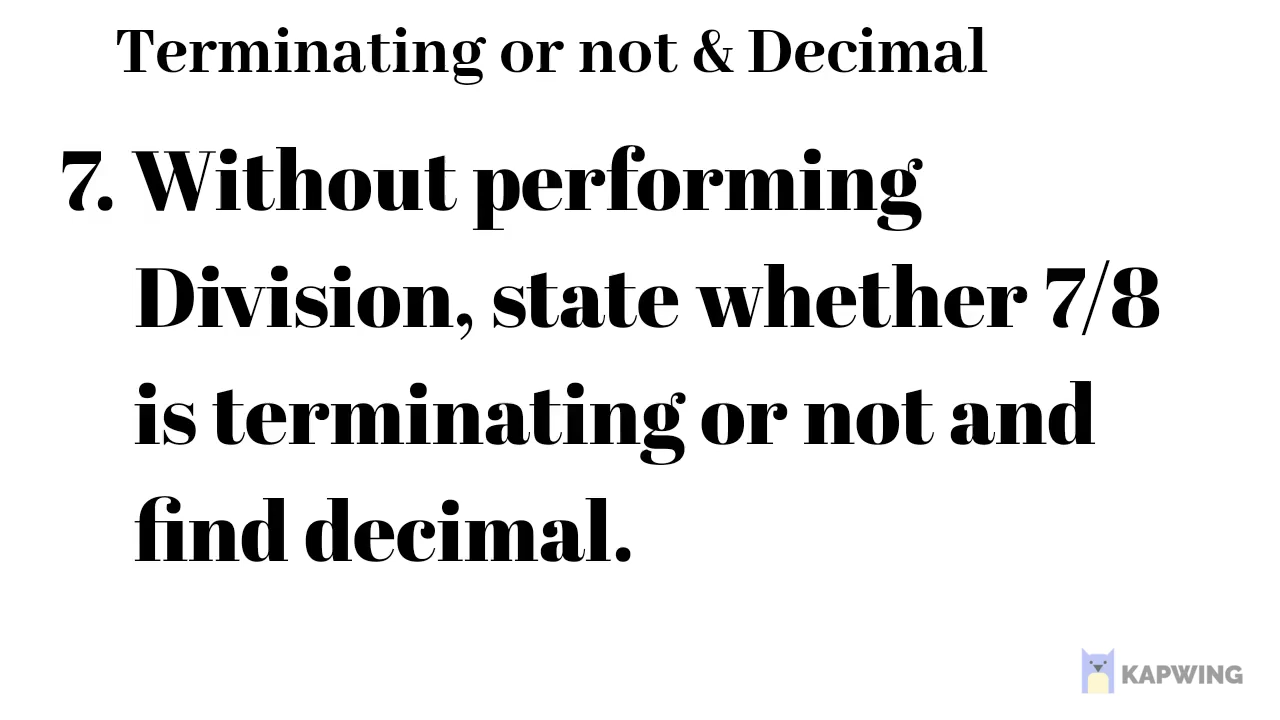 Terminating or not & Decimal
7. Without performing
Division, state whether 7/8
is terminating or not and
find decimal.
KAPWING